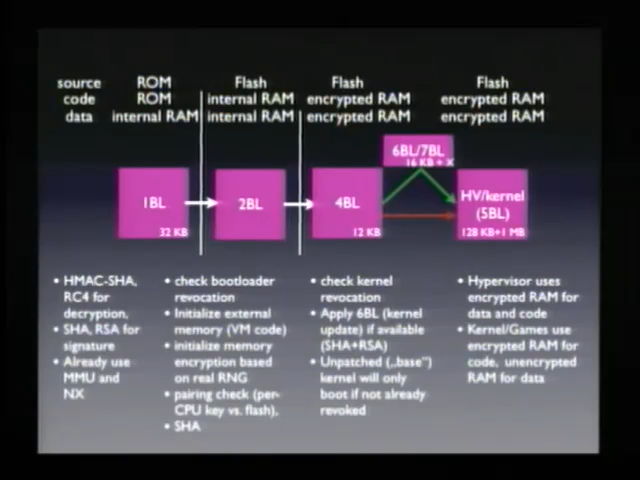 source ROM Flash Flash Flash
code ROM internal RAM encrypted RAM encrypted RAM
data internal RAM internal RAM encrypted RAM encrypted RAM
6BL/7BL
16 KB + X
1BL 2BL 4BL HV/kernel
(5BL)
32 KB 12 KB 128 KB+1 MB
• HMAC-SHA,
RC4 for
decryption,
• SHA, RSA for
signature
• Already use
MMU and
NX
• check bootloader
revocation
• Initialize external
memory (VM code)
• initialize memory
encryption based
on real RNG
• pairing check (per-
CPU key vs. flash),
• SHA
• check kernel
revocation
• Apply 6BL (kernel
update) if available
(SHA+RSA)
• Unpatched („base")
kernel will only
boot if not already
revoked
• Hypervisor uses
encrypted RAM for
data and code
• Kernel/Games use
encrypted RAM for
code, unencrypted
RAM for data